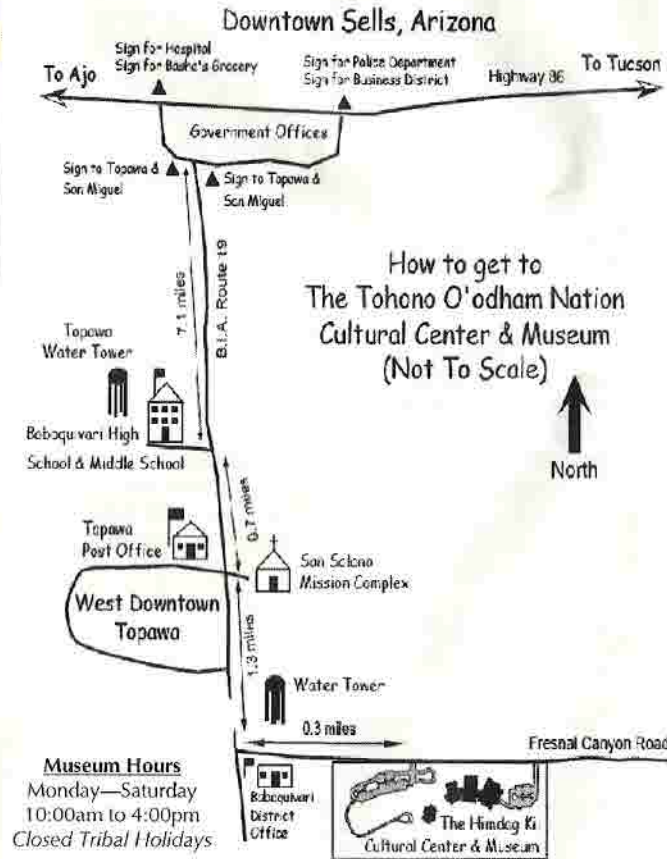 Downtown Sells, Arizona
Sign for Hospital
Sign for Basha's Grocery
Sign for Police Department
Sign for Business District
To Ajo
Highway 86
To Tucson
Government Offices
Sign to Topawa &
San Miguel
Sign to Topawa &
San Miguel
7.1 miles
B.I.A. Route 19
How to get to
The Tohono O'odham Nation
Cultural Center & Museum
(Not To Scale)
North
Topawa
Water Tower
Baboquivari High
School & Middle School
0.7 miles
Topawa
Post Office
San Solano
Mission Complex
West Downtown
Topawa
1.3 miles
Water Tower
0.3 miles
Fresnal Canyon Road
Museum Hours
Monday—Saturday
10:00am to 4:00pm
Closed Tribal Holidays
Baboquivari
District
Office
The Himdag Ki:
Cultural Center & Museum